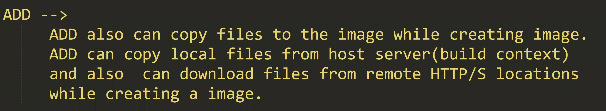 ADD -->
ADD also can copy files to the image while creating image.
ADD can copy local files from host server(build context)
and also can download files from remote HTTP/S locations
while creating a image.